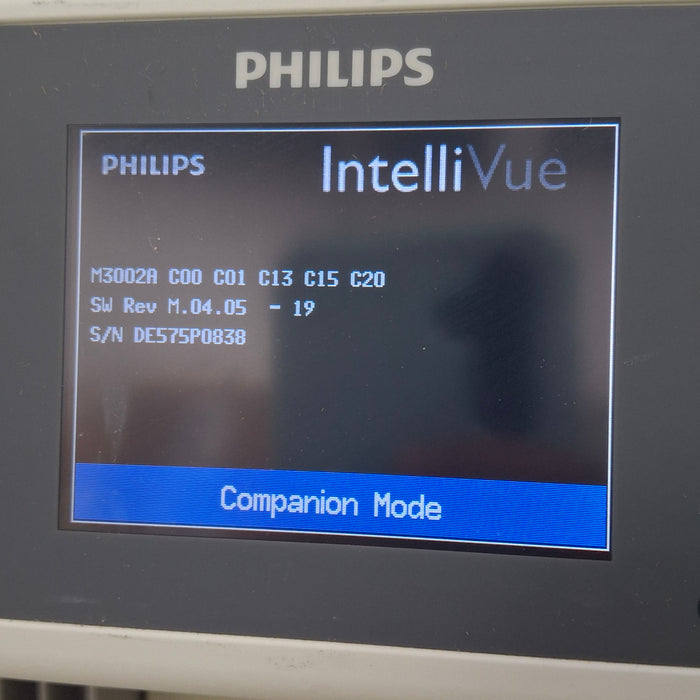 PHILIPS
PHILIPS IntelliVue
M3002A C00 C01 C13 C15 C20
SW Rev M.04.05 - 19
S/N DE575P0838
Companion Mode